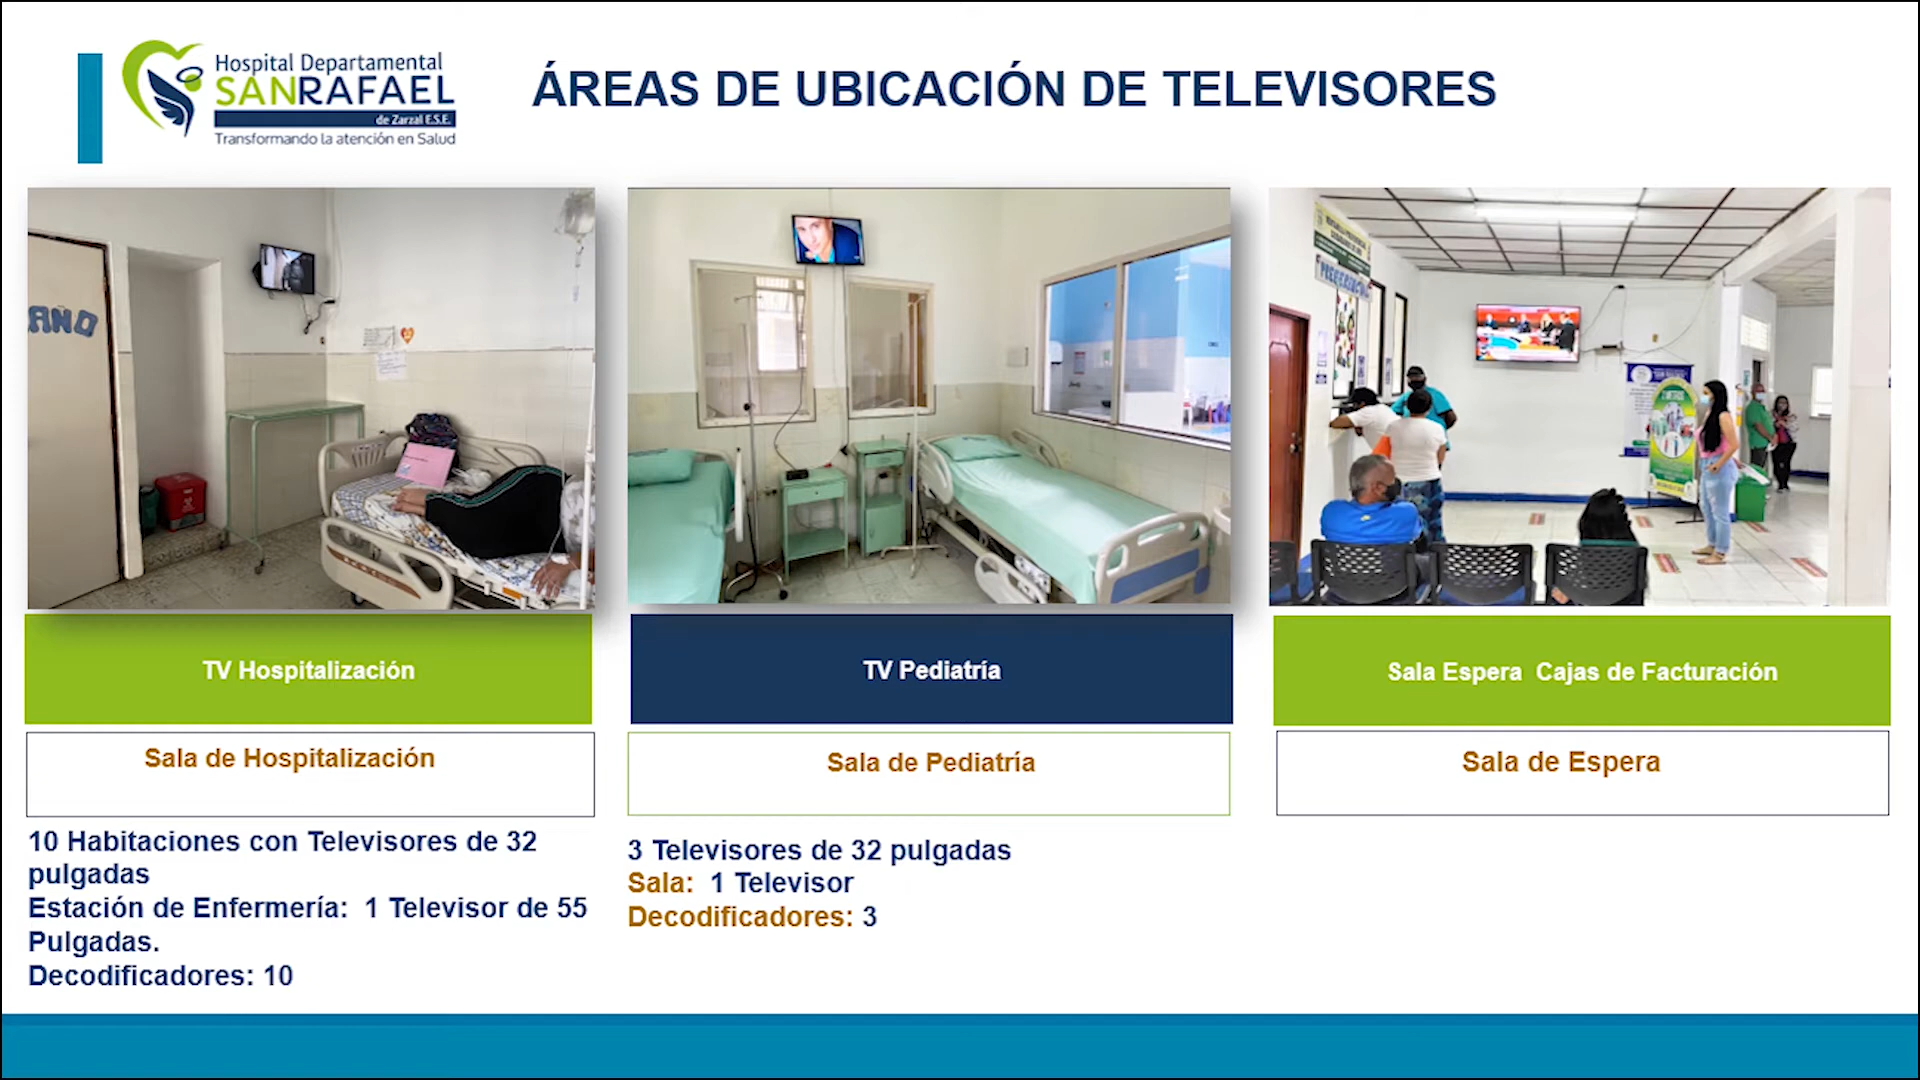 Hospital Departamental
SANRAFAEL
de Zarzal E.S.E.
Transformando la atención en Salud
ÁREAS DE UBICACIÓN DE TELEVISORES
AÑO
TV Hospitalización
TV Pediatría
Sala Espera Cajas de Facturación
Sala de Hospitalización
Sala de Pediatría
Sala de Espera
10 Habitaciones con Televisores de 32
pulgadas
Estación de Enfermería: 1 Televisor de 55
Pulgadas.
Decodificadores: 10
3 Televisores de 32 pulgadas
Sala: 1 Televisor
Decodificadores: 3